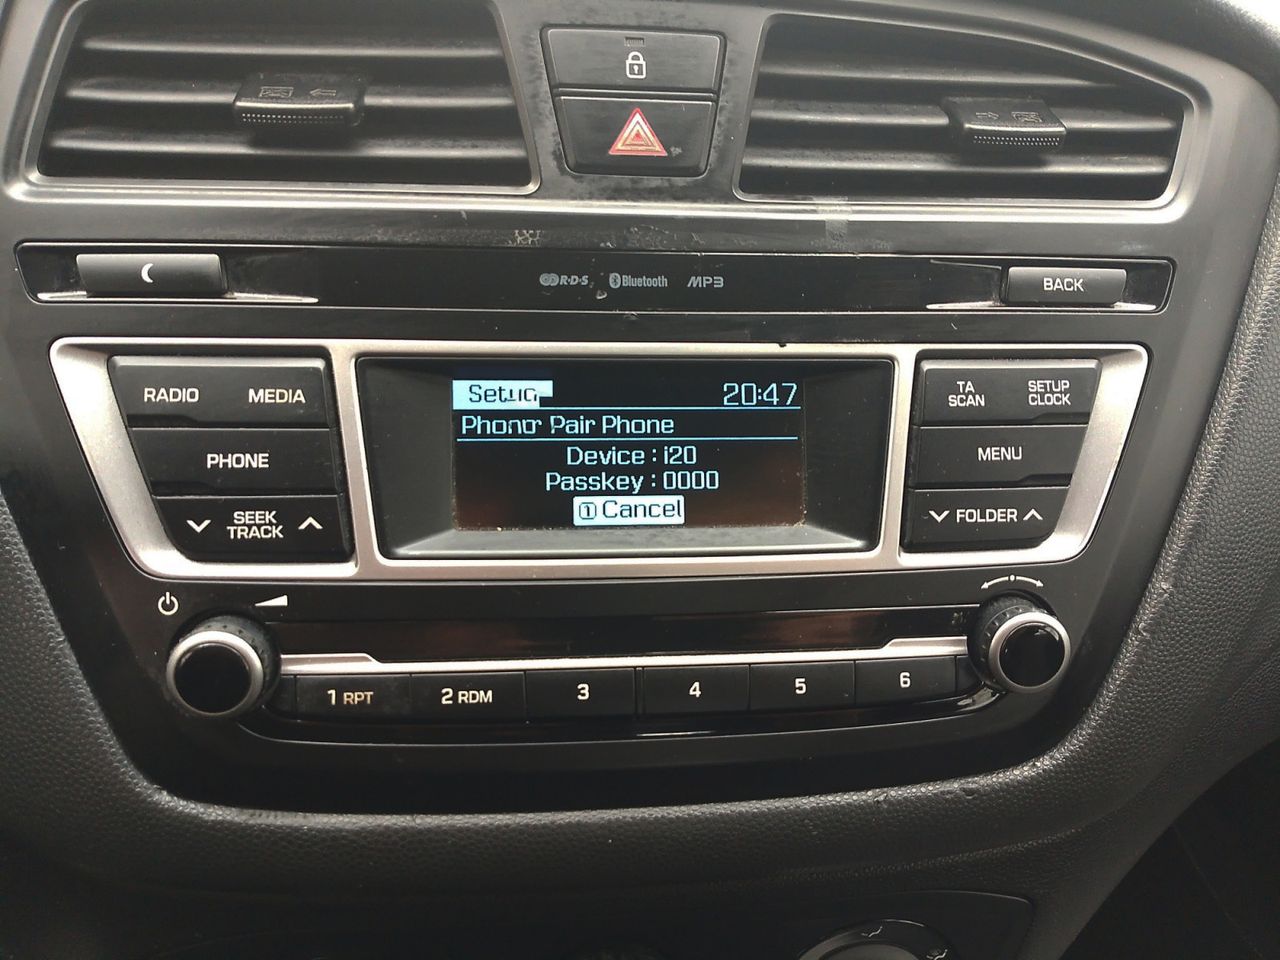 R·D·S Bluetooth MP3
BACK
RADIO MEDIA
PHONE
SEEK
TRACK
Setup 20:47
Pair Phone
Device : i20
Passkey : 0000
1 Cancel
TA
SCAN
SETUP
CLOCK
MENU
FOLDER
1 RPT 2 RDM 3 4 5 6